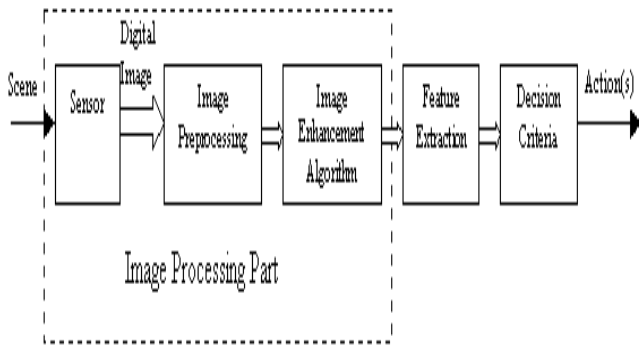 Scene
Sensor
Digital
Image
Image
Preprocessing
Image
Enhancement
Algorithm
Feature
Extraction
Decision
Criteria
Action(s)
Image Processing Part